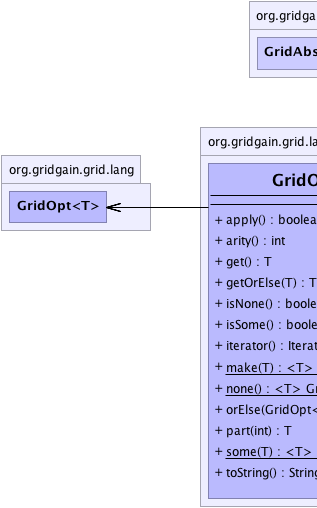 org.gridga
GridAbs
org.gridgain.grid.la
org.gridgain.grid.lang
GridOpt<T>
GridO
+ apply() : boolea
+ arity() : int
+ get() : T
+ getOrElse(T) : T
+ isNone() : boole
+ isSome() : boole
+ iterator() : Iterat
+ make(T) : <T>
+ none() : <T> Gr
+ orElse(GridOpt<
+ part(int) : T
+ some(T) : <T>
+ toString() : String